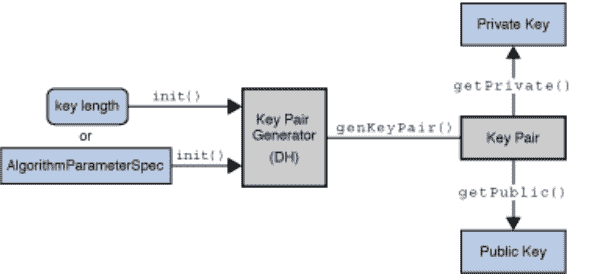 Private Key
getPrivate()
init()
key length
or
AlgorithmParameterSpec
init()
Key Pair
Generator
(DH)
genKeyPair()
Key Pair
getPublic()
Public Key